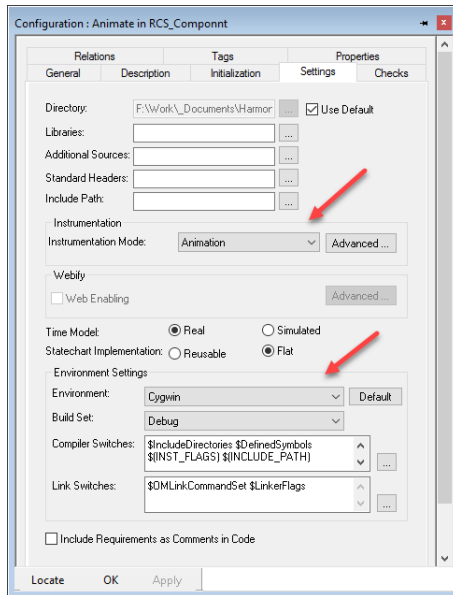 Configuration : Animate in RCS_Componnt
Relations Tags Properties
General Description Initialization Settings Checks
Directory: F:\Work\_Documents\Harmor ... Use Default
Libraries: ...
Additional Sources: ...
Standard Headers: ...
Include Path: ...
Instrumentation
Instrumentation Mode: Animation Advanced ...
Webify
Web Enabling Advanced ...
Time Model: Real Simulated
Statechart Implementation: Reusable Flat
Environment Settings
Environment: Cygwin Default
Build Set: Debug
Compiler Switches: $IncludeDirectories $DefinedSymbols
$(INST_FLAGS) $(INCLUDE_PATH)
...
Link Switches: $OMLinkCommandSet $LinkerFlags
...
Include Requirements as Comments in Code
Locate OK Apply